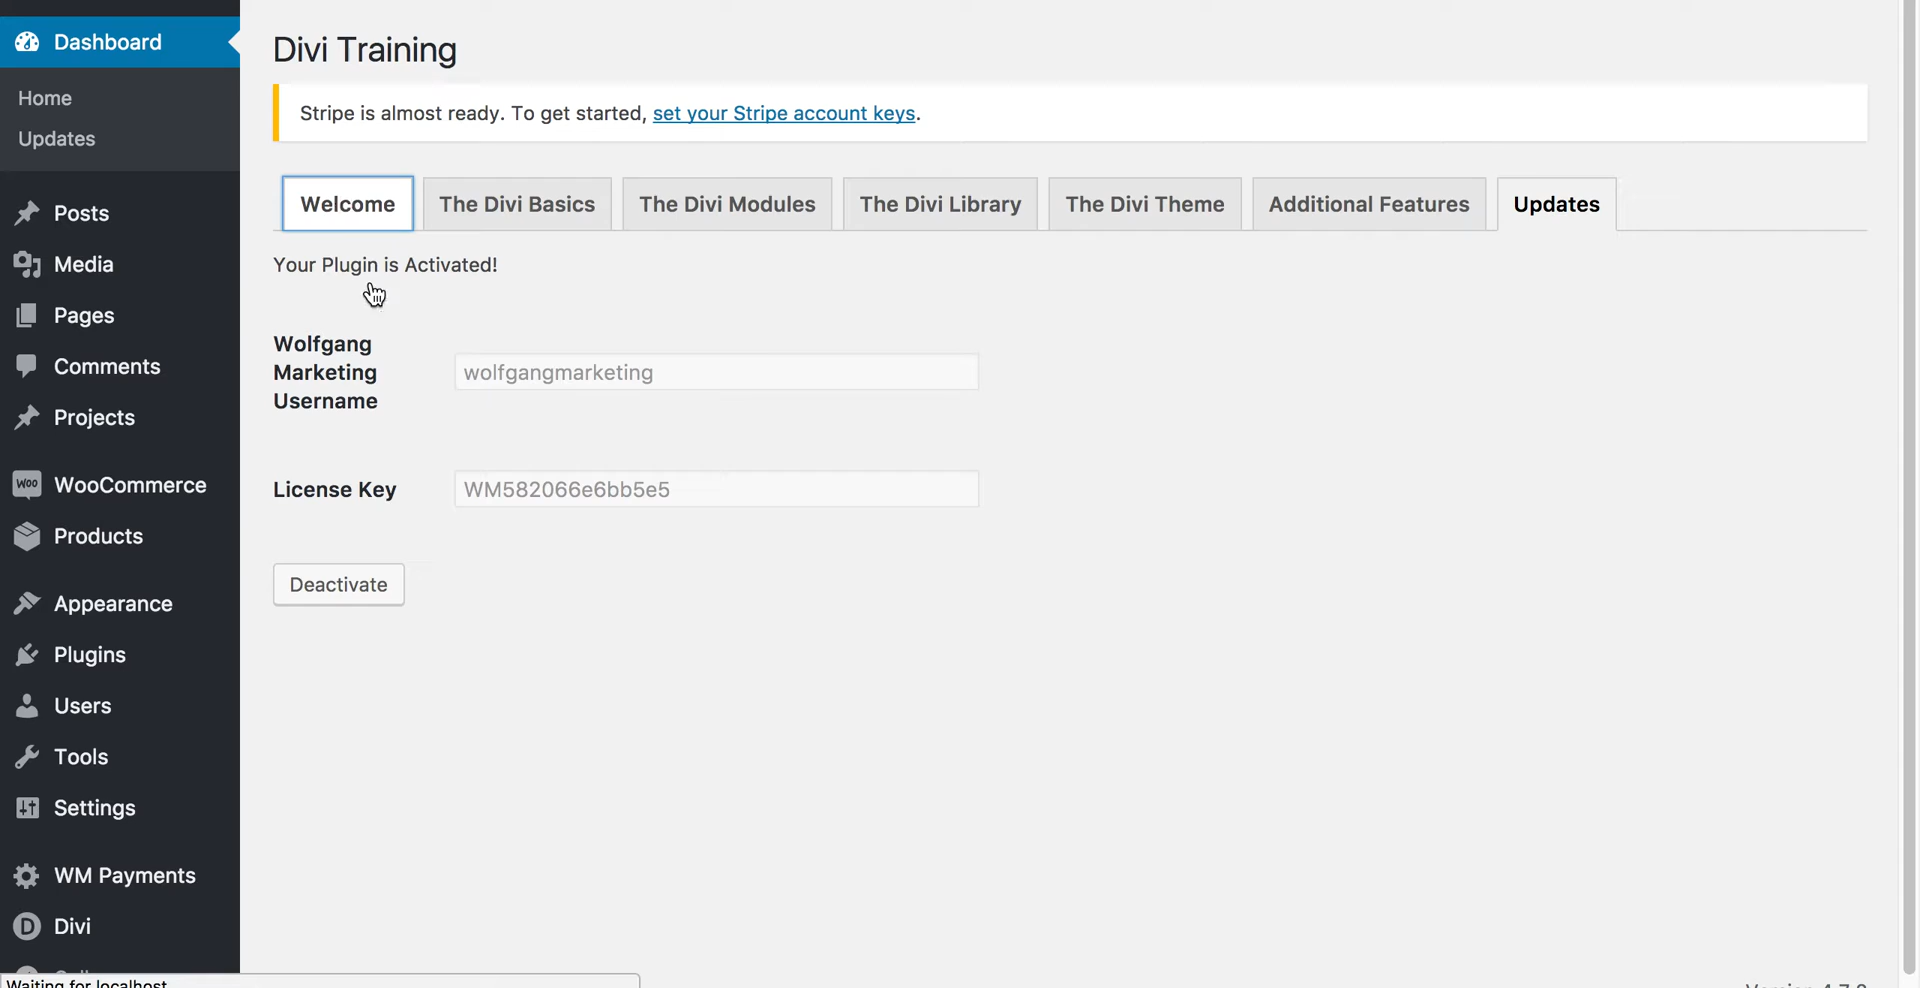 Dashboard
Home
Updates
Posts
Media
Pages
Comments
Projects
WooCommerce
Products
Appearance
Plugins
Users
Tools
Settings
WM Payments
Divi
Waiting for localhost
Divi Training
Stripe is almost ready. To get started, set your Stripe account keys.
Welcome
The Divi Basics
The Divi Modules
The Divi Library
The Divi Theme
Additional Features
Updates
Your Plugin is Activated!
Wolfgang
Marketing
Username
wolfgangmarketing
License Key
WM582066e6bb5e5
Deactivate